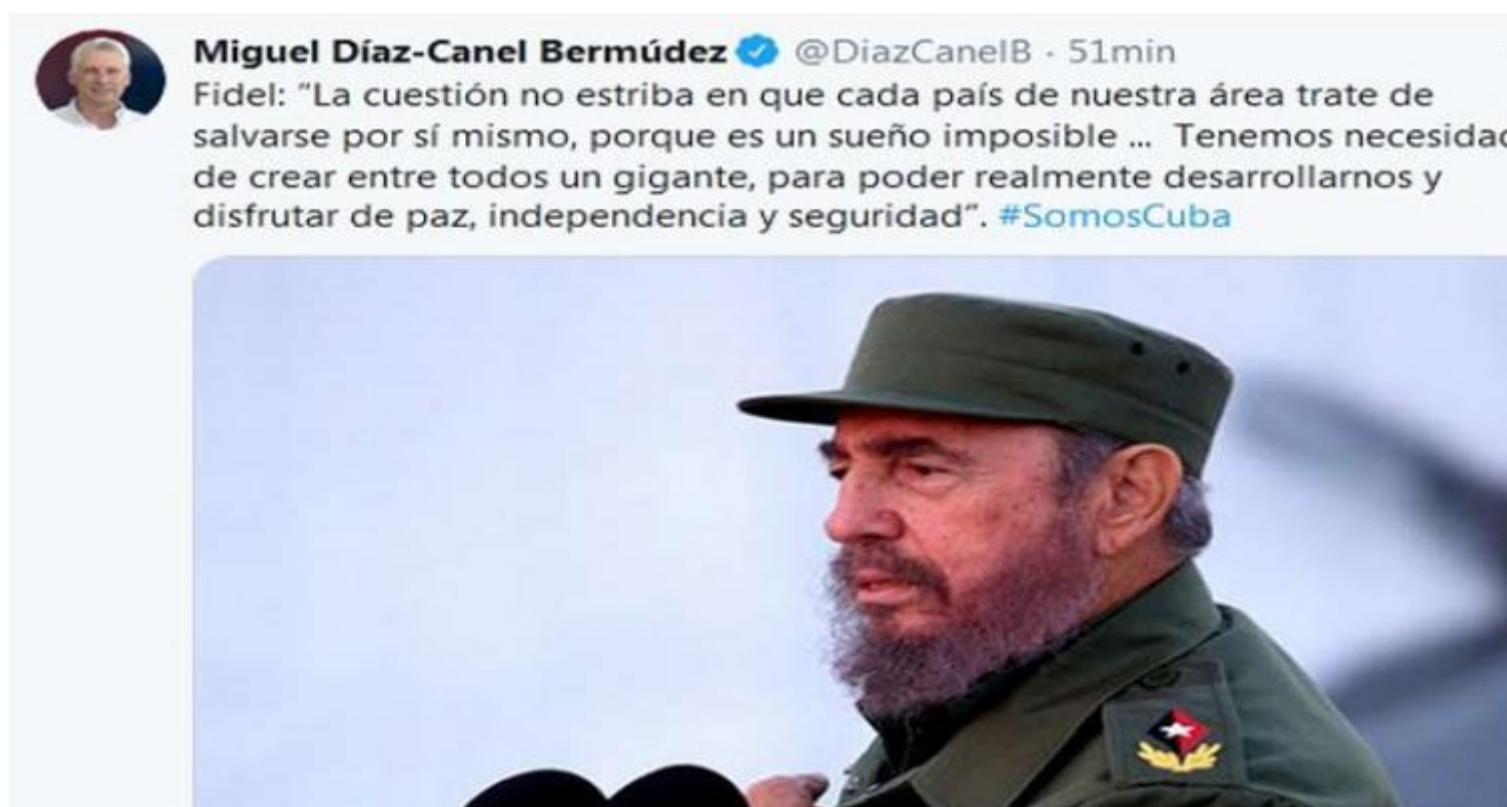 Miguel Díaz-Canel Bermúdez @DiazCanelB · 51min
Fidel: “La cuestión no estriba en que cada país de nuestra área trate de
salvarse por sí mismo, porque es un sueño imposible ... Tenemos necesidad
de crear entre todos un gigante, para poder realmente desarrollarnos y
disfrutar de paz, independencia y seguridad”. #SomosCuba